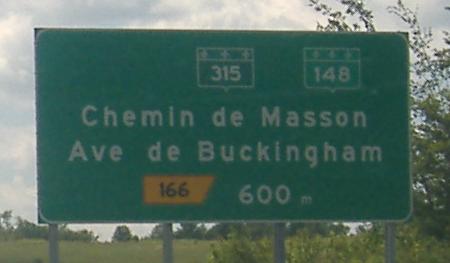 315 148
Chemin de Masson
Ave de Buckingham
166 600 m